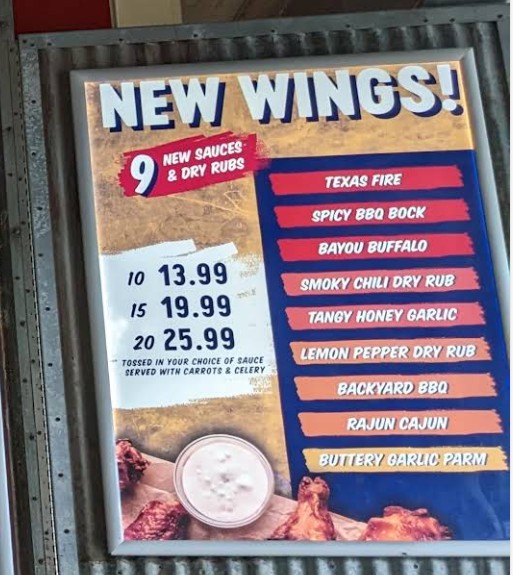 NEW WINGS!
9 NEW SAUCES
& DRY RUBS
10 13.99
15 19.99
20 25.99
TOSSED IN YOUR CHOICE OF SAUCE
SERVED WITH CARROTS & CELERY
TEXAS FIRE
SPICY BBQ BOCK
BAYOU BUFFALO
SMOKY CHILI DRY RUB
TANGY HONEY GARLIC
LEMON PEPPER DRY RUB
BACKYARD BBQ
RAJUN CAJUN
BUTTERY GARLIC PARM